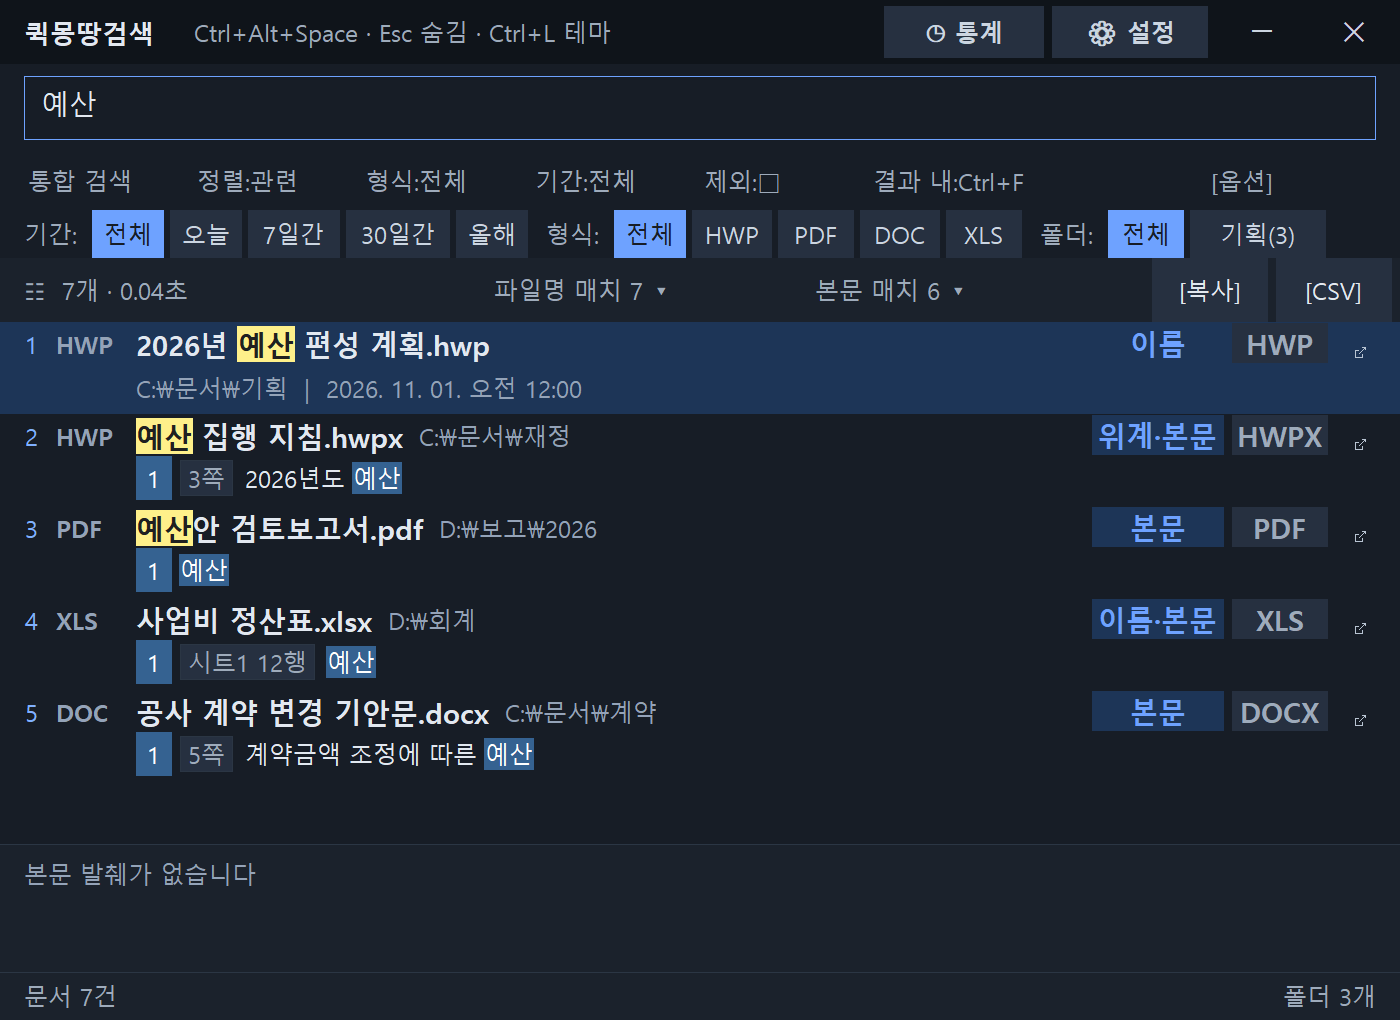 퀵몽땅검색 Ctrl+Alt+Space · Esc 숨김 · Ctrl+L 테마 통계 설정
예산
통합 검색 정렬:관련 형식:전체 기간:전체 제외:□ 결과 내:Ctrl+F [옵션]
기간: 전체 오늘 7일간 30일간 올해 형식: 전체 HWP PDF DOC XLS 폴더: 전체 기획(3)
7개 · 0.04초 파일명 매치 7 ▼ 본문 매치 6 ▼ [복사] [CSV]
1 HWP 2026년 예산 편성 계획.hwp 이름 HWP
C:₩문서₩기획 | 2026. 11. 01. 오전 12:00
2 HWP 예산 집행 지침.hwpx C:₩문서₩재정 위계·본문 HWPX
1 3쪽 2026년도 예산
3 PDF 예산안 검토보고서.pdf D:₩보고₩2026 본문 PDF
1 예산
4 XLS 사업비 정산표.xlsx D:₩회계 이름·본문 XLS
1 시트1 12행 예산
5 DOC 공사 계약 변경 기안문.docx C:₩문서₩계약 본문 DOCX
1 5쪽 계약금액 조정에 따른 예산
본문 발췌가 없습니다
문서 7건 폴더 3개